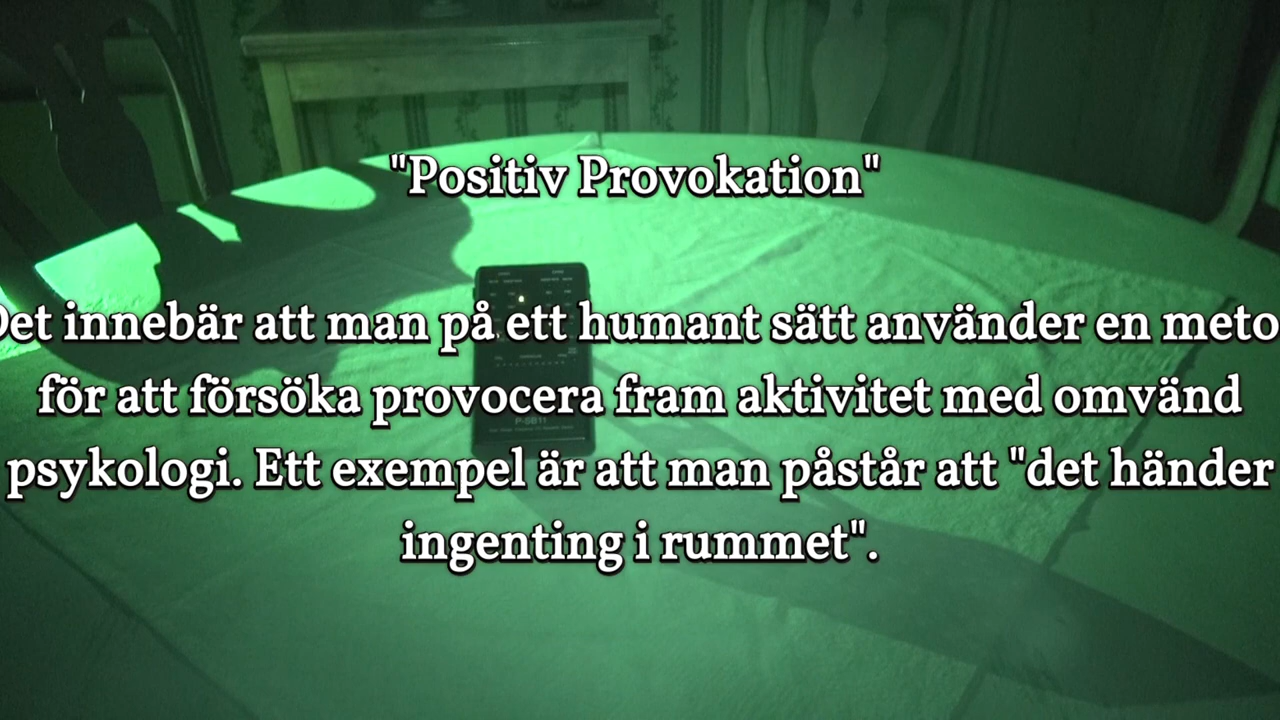 "Positiv Provokation"
Det innebär att man på ett humant sätt använder en meto
för att försöka provocera fram aktivitet med omvänd
psykologi. Ett exempel är att man påstår att "det händer
ingenting i rummet".
P-SB11